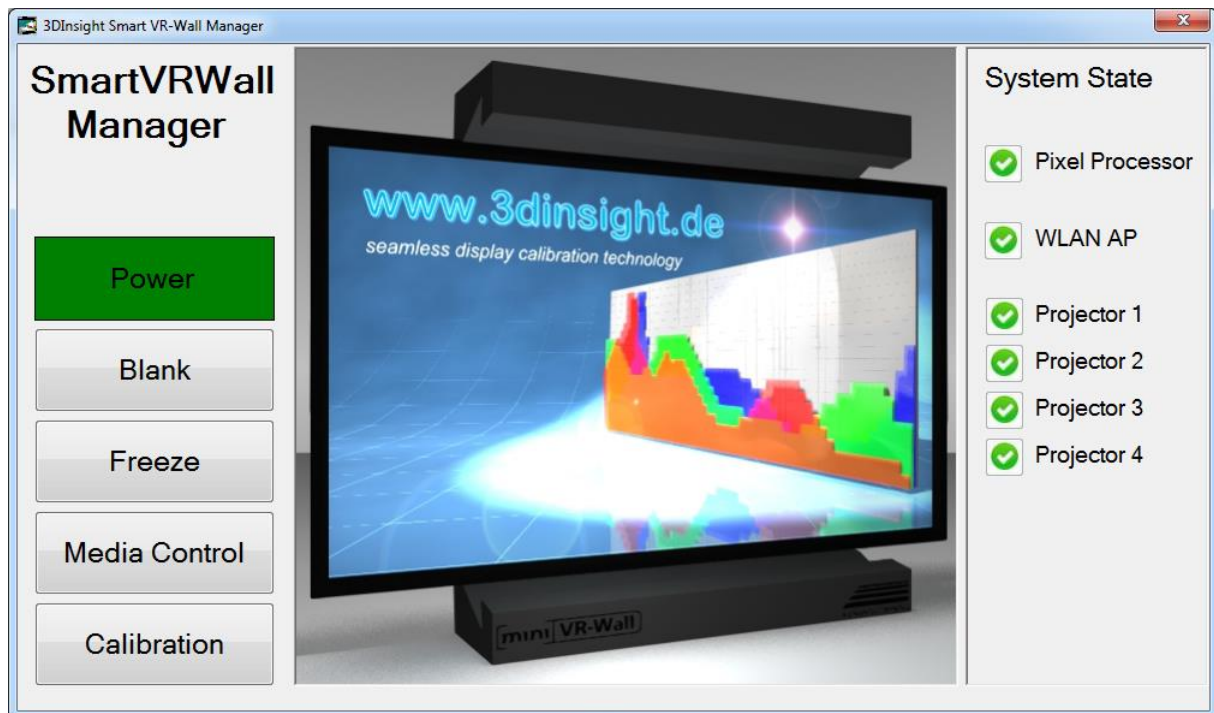 3DInsight Smart VR-Wall Manager
SmartVRWall
Manager
Power
Blank
Freeze
Media Control
Calibration
www.3dinsight.de
seamless display calibration technology
mini VR-Wall
System State
Pixel Processor
WLAN AP
Projector 1
Projector 2
Projector 3
Projector 4